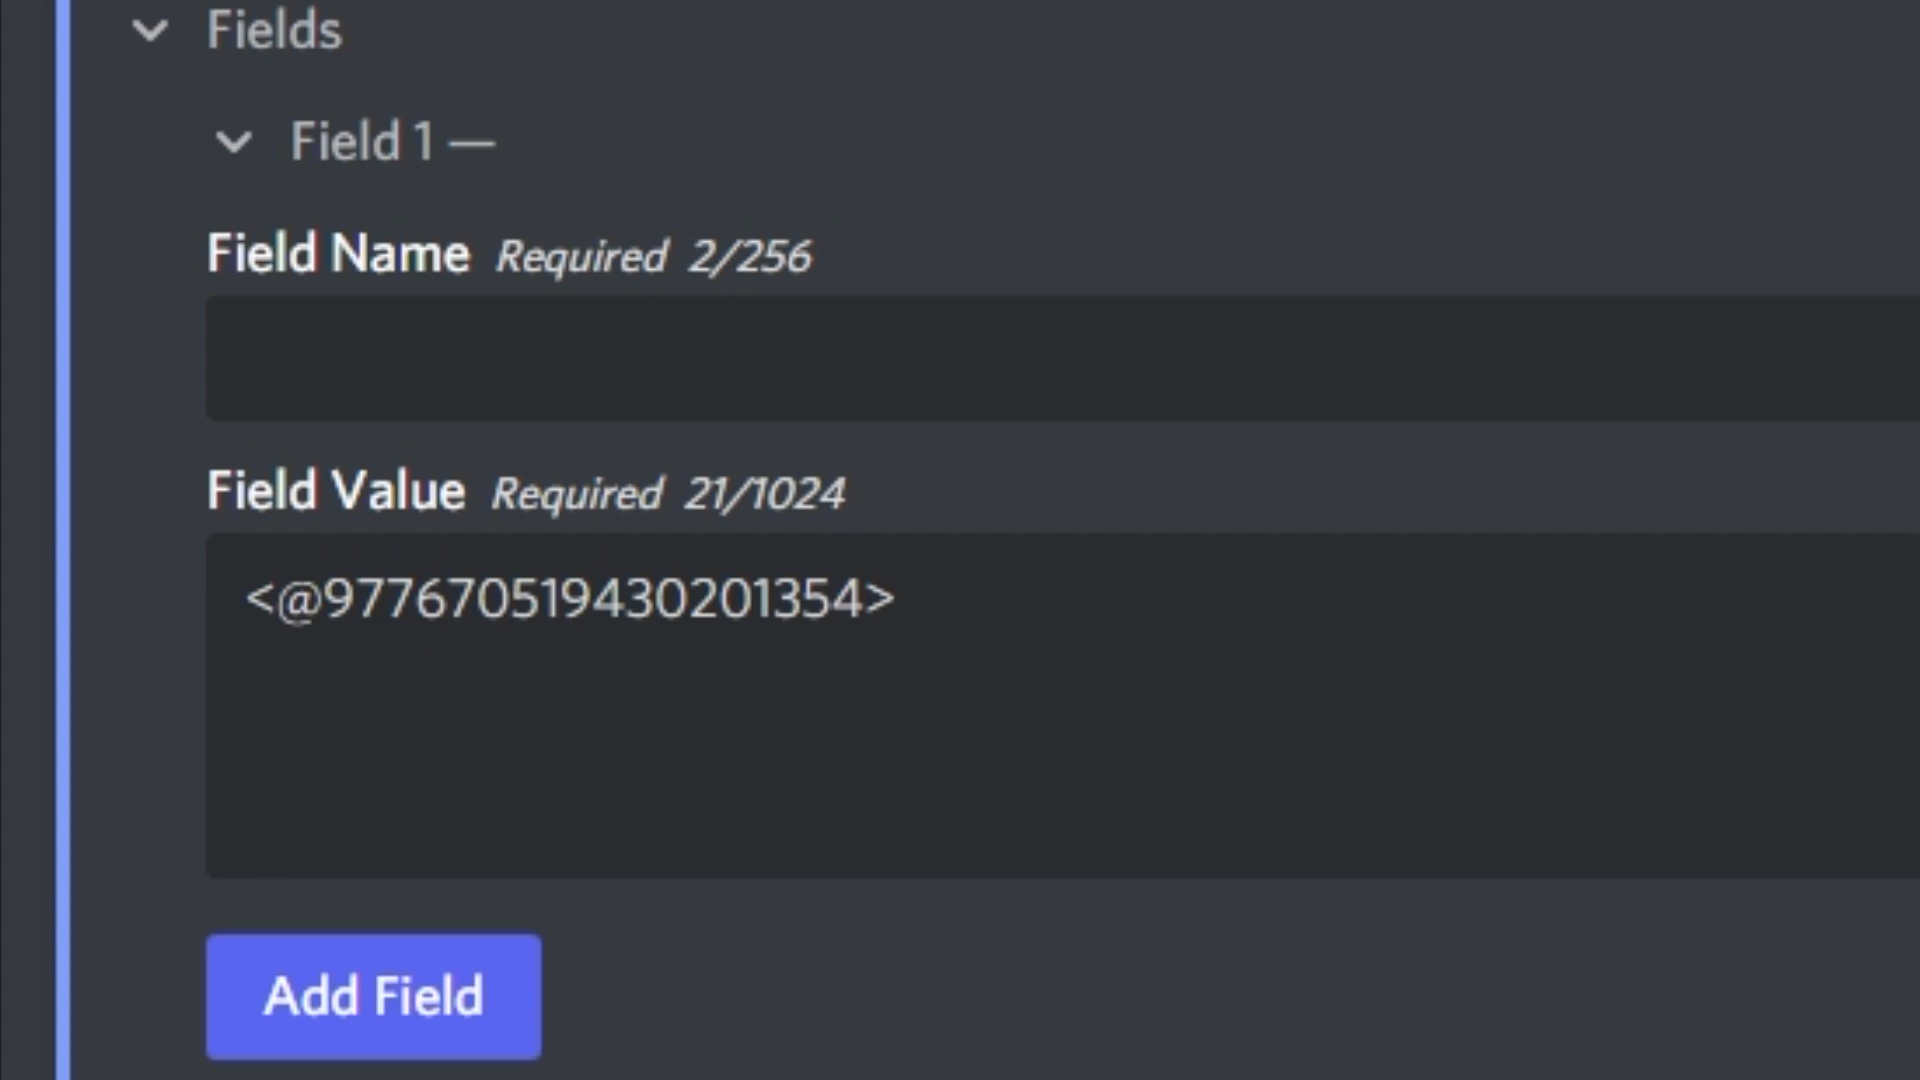 Fields
Field 1 —
Field Name Required 2/256
Field Value Required 21/1024
<@977670519430201354>
Add Field